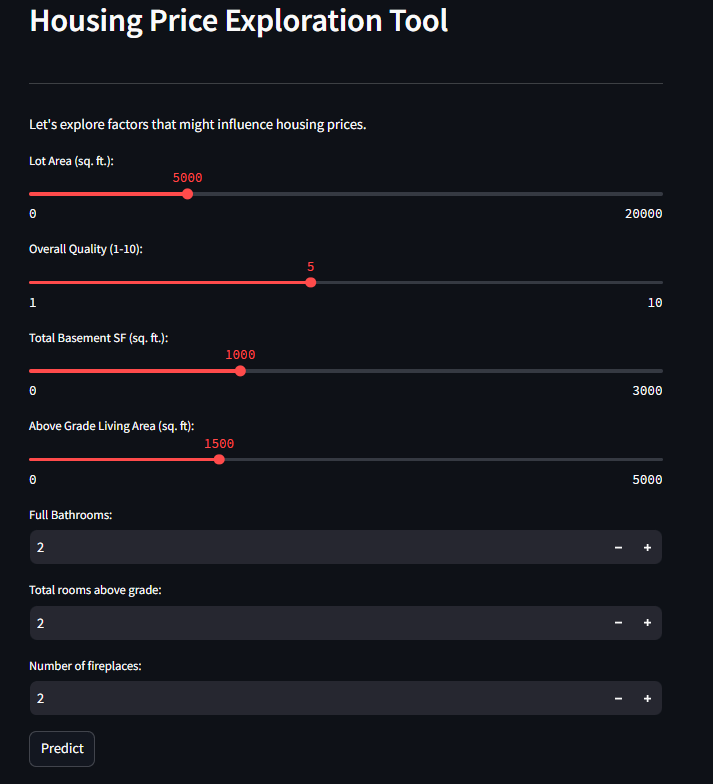 Housing Price Exploration Tool
Let's explore factors that might influence housing prices.
Lot Area (sq. ft.):
5000
0 20000
Overall Quality (1-10):
5
1 10
Total Basement SF (sq. ft.):
1000
0 3000
Above Grade Living Area (sq. ft):
1500
0 5000
Full Bathrooms:
2 − +
Total rooms above grade:
2 − +
Number of fireplaces:
2 − +
Predict